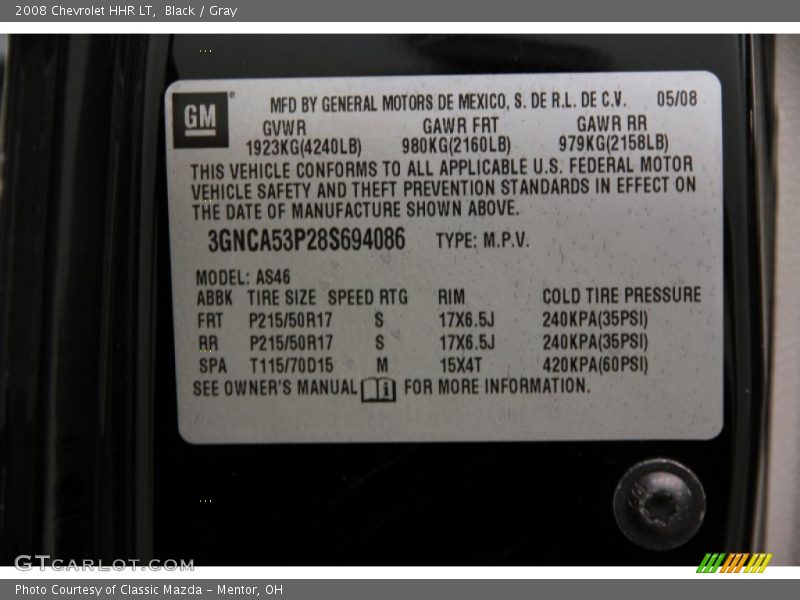 2008 Chevrolet HHR LT, Black / Gray
GM®
MFD BY GENERAL MOTORS DE MEXICO, S. DE R.L. DE C.V. 05/08
GVWR GAWR FRT GAWR RR
1923KG(4240LB) 980KG(2160LB) 979KG(2158LB)
THIS VEHICLE CONFORMS TO ALL APPLICABLE U.S. FEDERAL MOTOR
VEHICLE SAFETY AND THEFT PREVENTION STANDARDS IN EFFECT ON
THE DATE OF MANUFACTURE SHOWN ABOVE.
3GNCA53P28S694086 TYPE: M.P.V.
MODEL: AS46
ABBK TIRE SIZE SPEED RTG RIM COLD TIRE PRESSURE
FRT P215/50R17 S 17X6.5J 240KPA(35PSI)
RR P215/50R17 S 17X6.5J 240KPA(35PSI)
SPA T115/70D15 M 15X4T 420KPA(60PSI)
SEE OWNER'S MANUAL i FOR MORE INFORMATION.
GTCARLOT.COM
Photo Courtesy of Classic Mazda - Mentor, OH